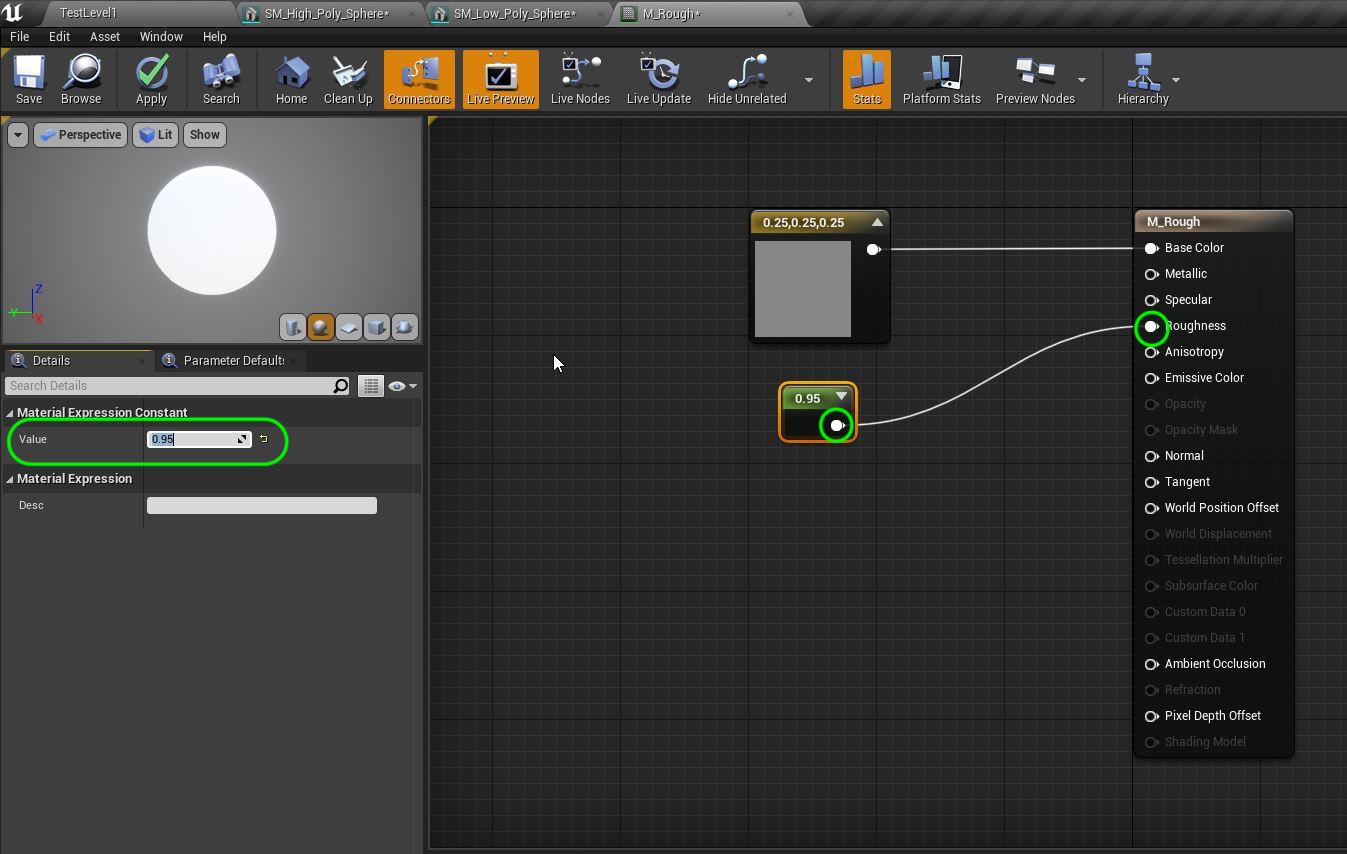 TestLevel1 SM_High_Poly_Sphere* SM_Low_Poly_Sphere* M_Rough*
File Edit Asset Window Help
Save Browse Apply Search Home Clean Up Connectors Live Preview Live Nodes Live Update Hide Unrelated Stats Platform Stats Preview Nodes Hierarchy
Perspective Lit Show
Z
Y
X
Details Parameter Defaults
Search Details
Material Expression Constant
Value 0.95
Material Expression
Desc
0.25,0.25,0.25
0.95
M_Rough
Base Color
Metallic
Specular
Roughness
Anisotropy
Emissive Color
Opacity
Opacity Mask
Normal
Tangent
World Position Offset
World Displacement
Tessellation Multiplier
Subsurface Color
Custom Data 0
Custom Data 1
Ambient Occlusion
Refraction
Pixel Depth Offset
Shading Model